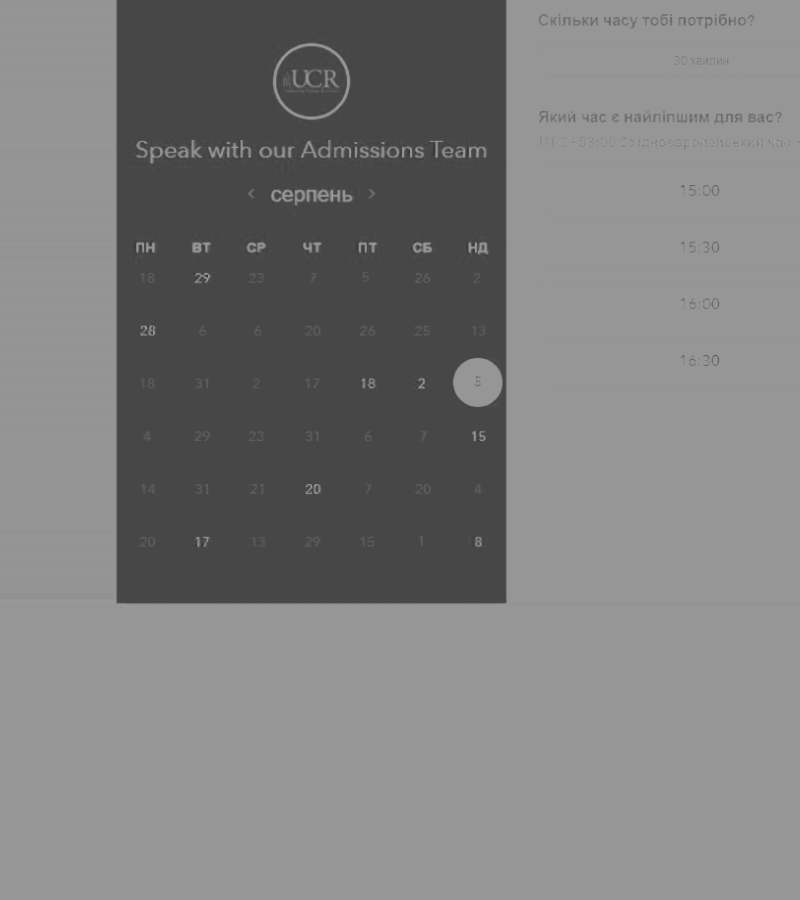 UCR
Speak with our Admissions Team
‹ серпень ›
ПН ВТ СР ЧТ ПТ СБ НД
18 29 23 7 5 26 2
28 6 6 20 26 25 13
18 31 2 17 18 2 5
4 29 23 31 6 7 15
14 31 21 20 7 20 4
20 17 13 29 15 1 8
Скільки часу тобі потрібно?
30 хвилин
Який час є найліпшим для вас?
UTC +03:00 Східноєвропейський час
15:00
15:30
16:00
16:30